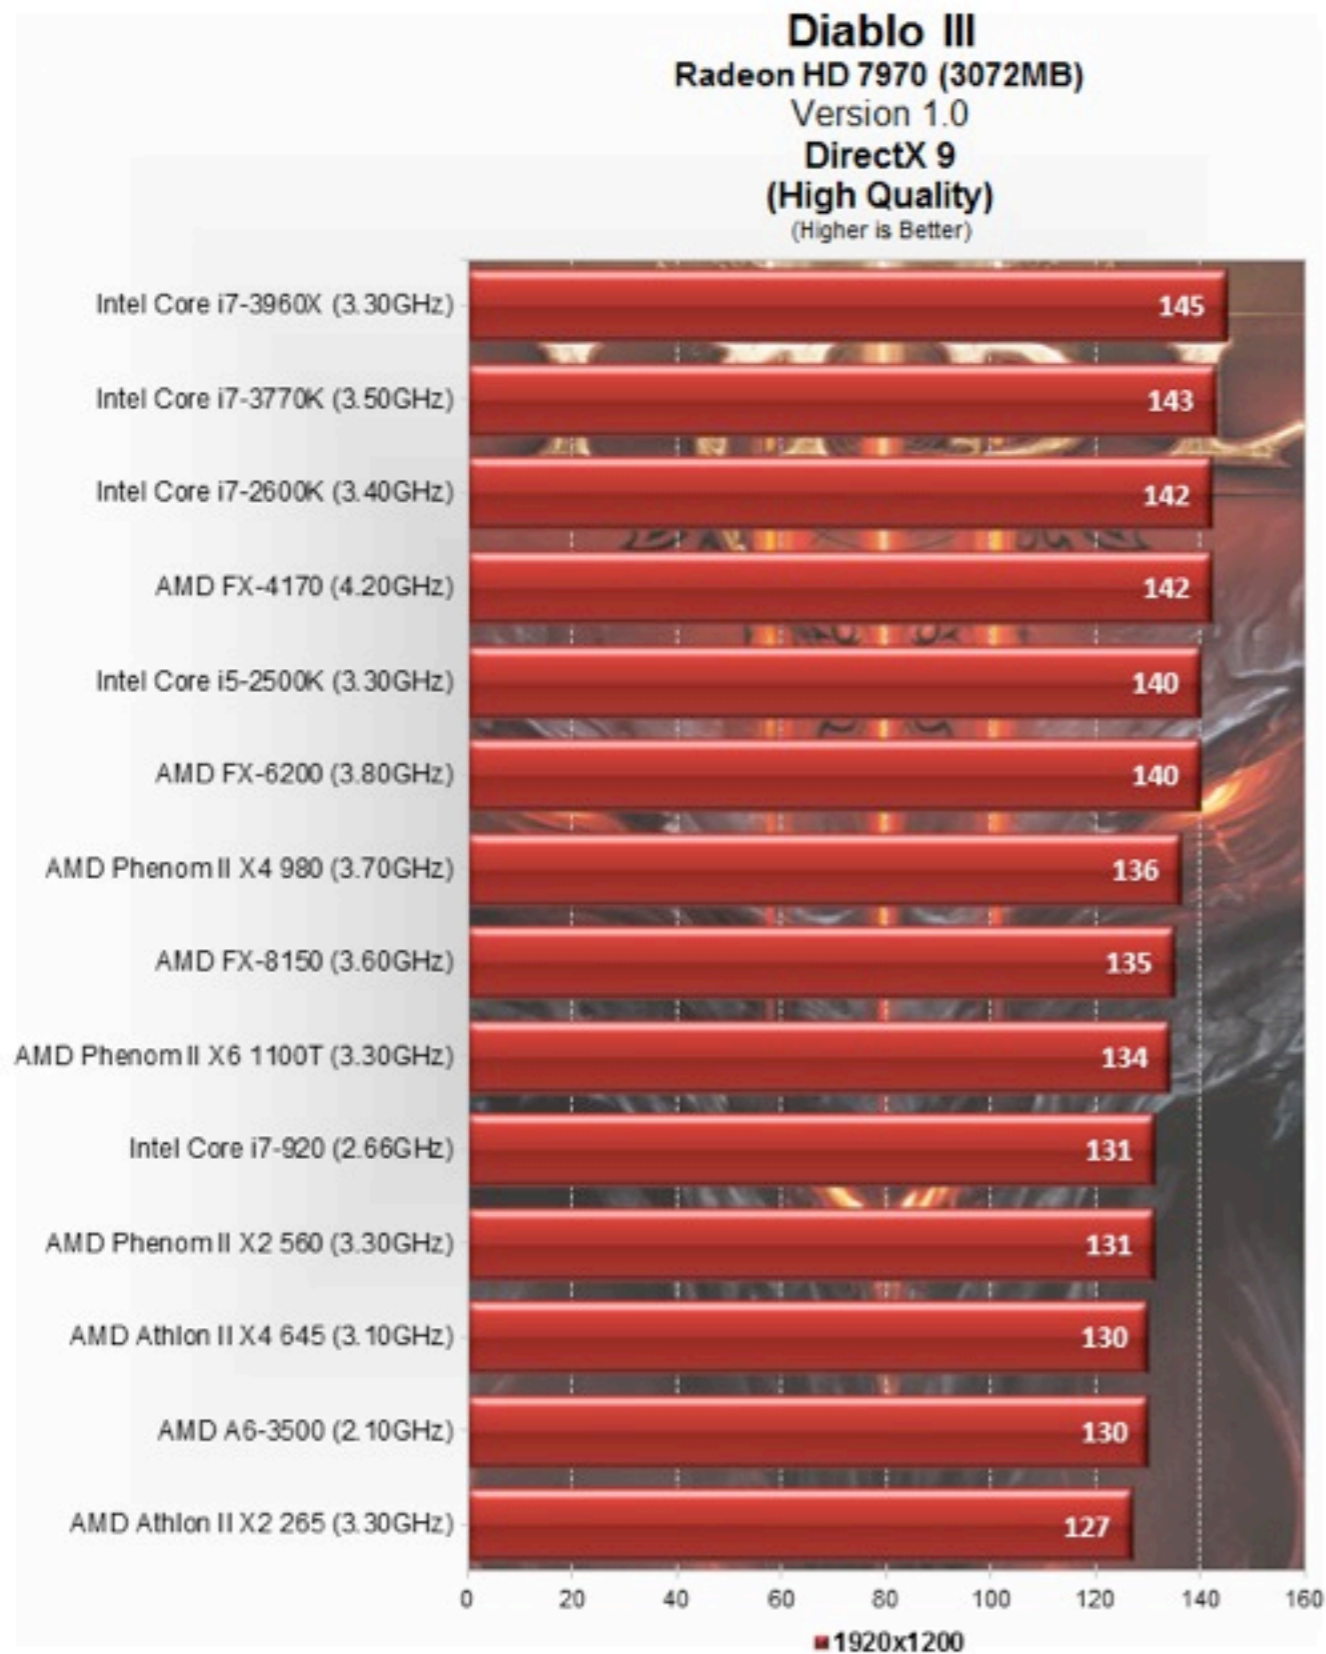 Diablo III
Radeon HD 7970 (3072MB)
Version 1.0
DirectX 9
(High Quality)
(Higher is Better)
Intel Core i7-3960X (3.30GHz) 145
Intel Core i7-3770K (3.50GHz) 143
Intel Core i7-2600K (3.40GHz) 142
AMD FX-4170 (4.20GHz) 142
Intel Core i5-2500K (3.30GHz) 140
AMD FX-6200 (3.80GHz) 140
AMD Phenom II X4 980 (3.70GHz) 136
AMD FX-8150 (3.60GHz) 135
AMD Phenom II X6 1100T (3.30GHz) 134
Intel Core i7-920 (2.66GHz) 131
AMD Phenom II X2 560 (3.30GHz) 131
AMD Athlon II X4 645 (3.10GHz) 130
AMD A6-3500 (2.10GHz) 130
AMD Athlon II X2 265 (3.30GHz) 127
0 20 40 60 80 100 120 140 160
1920x1200